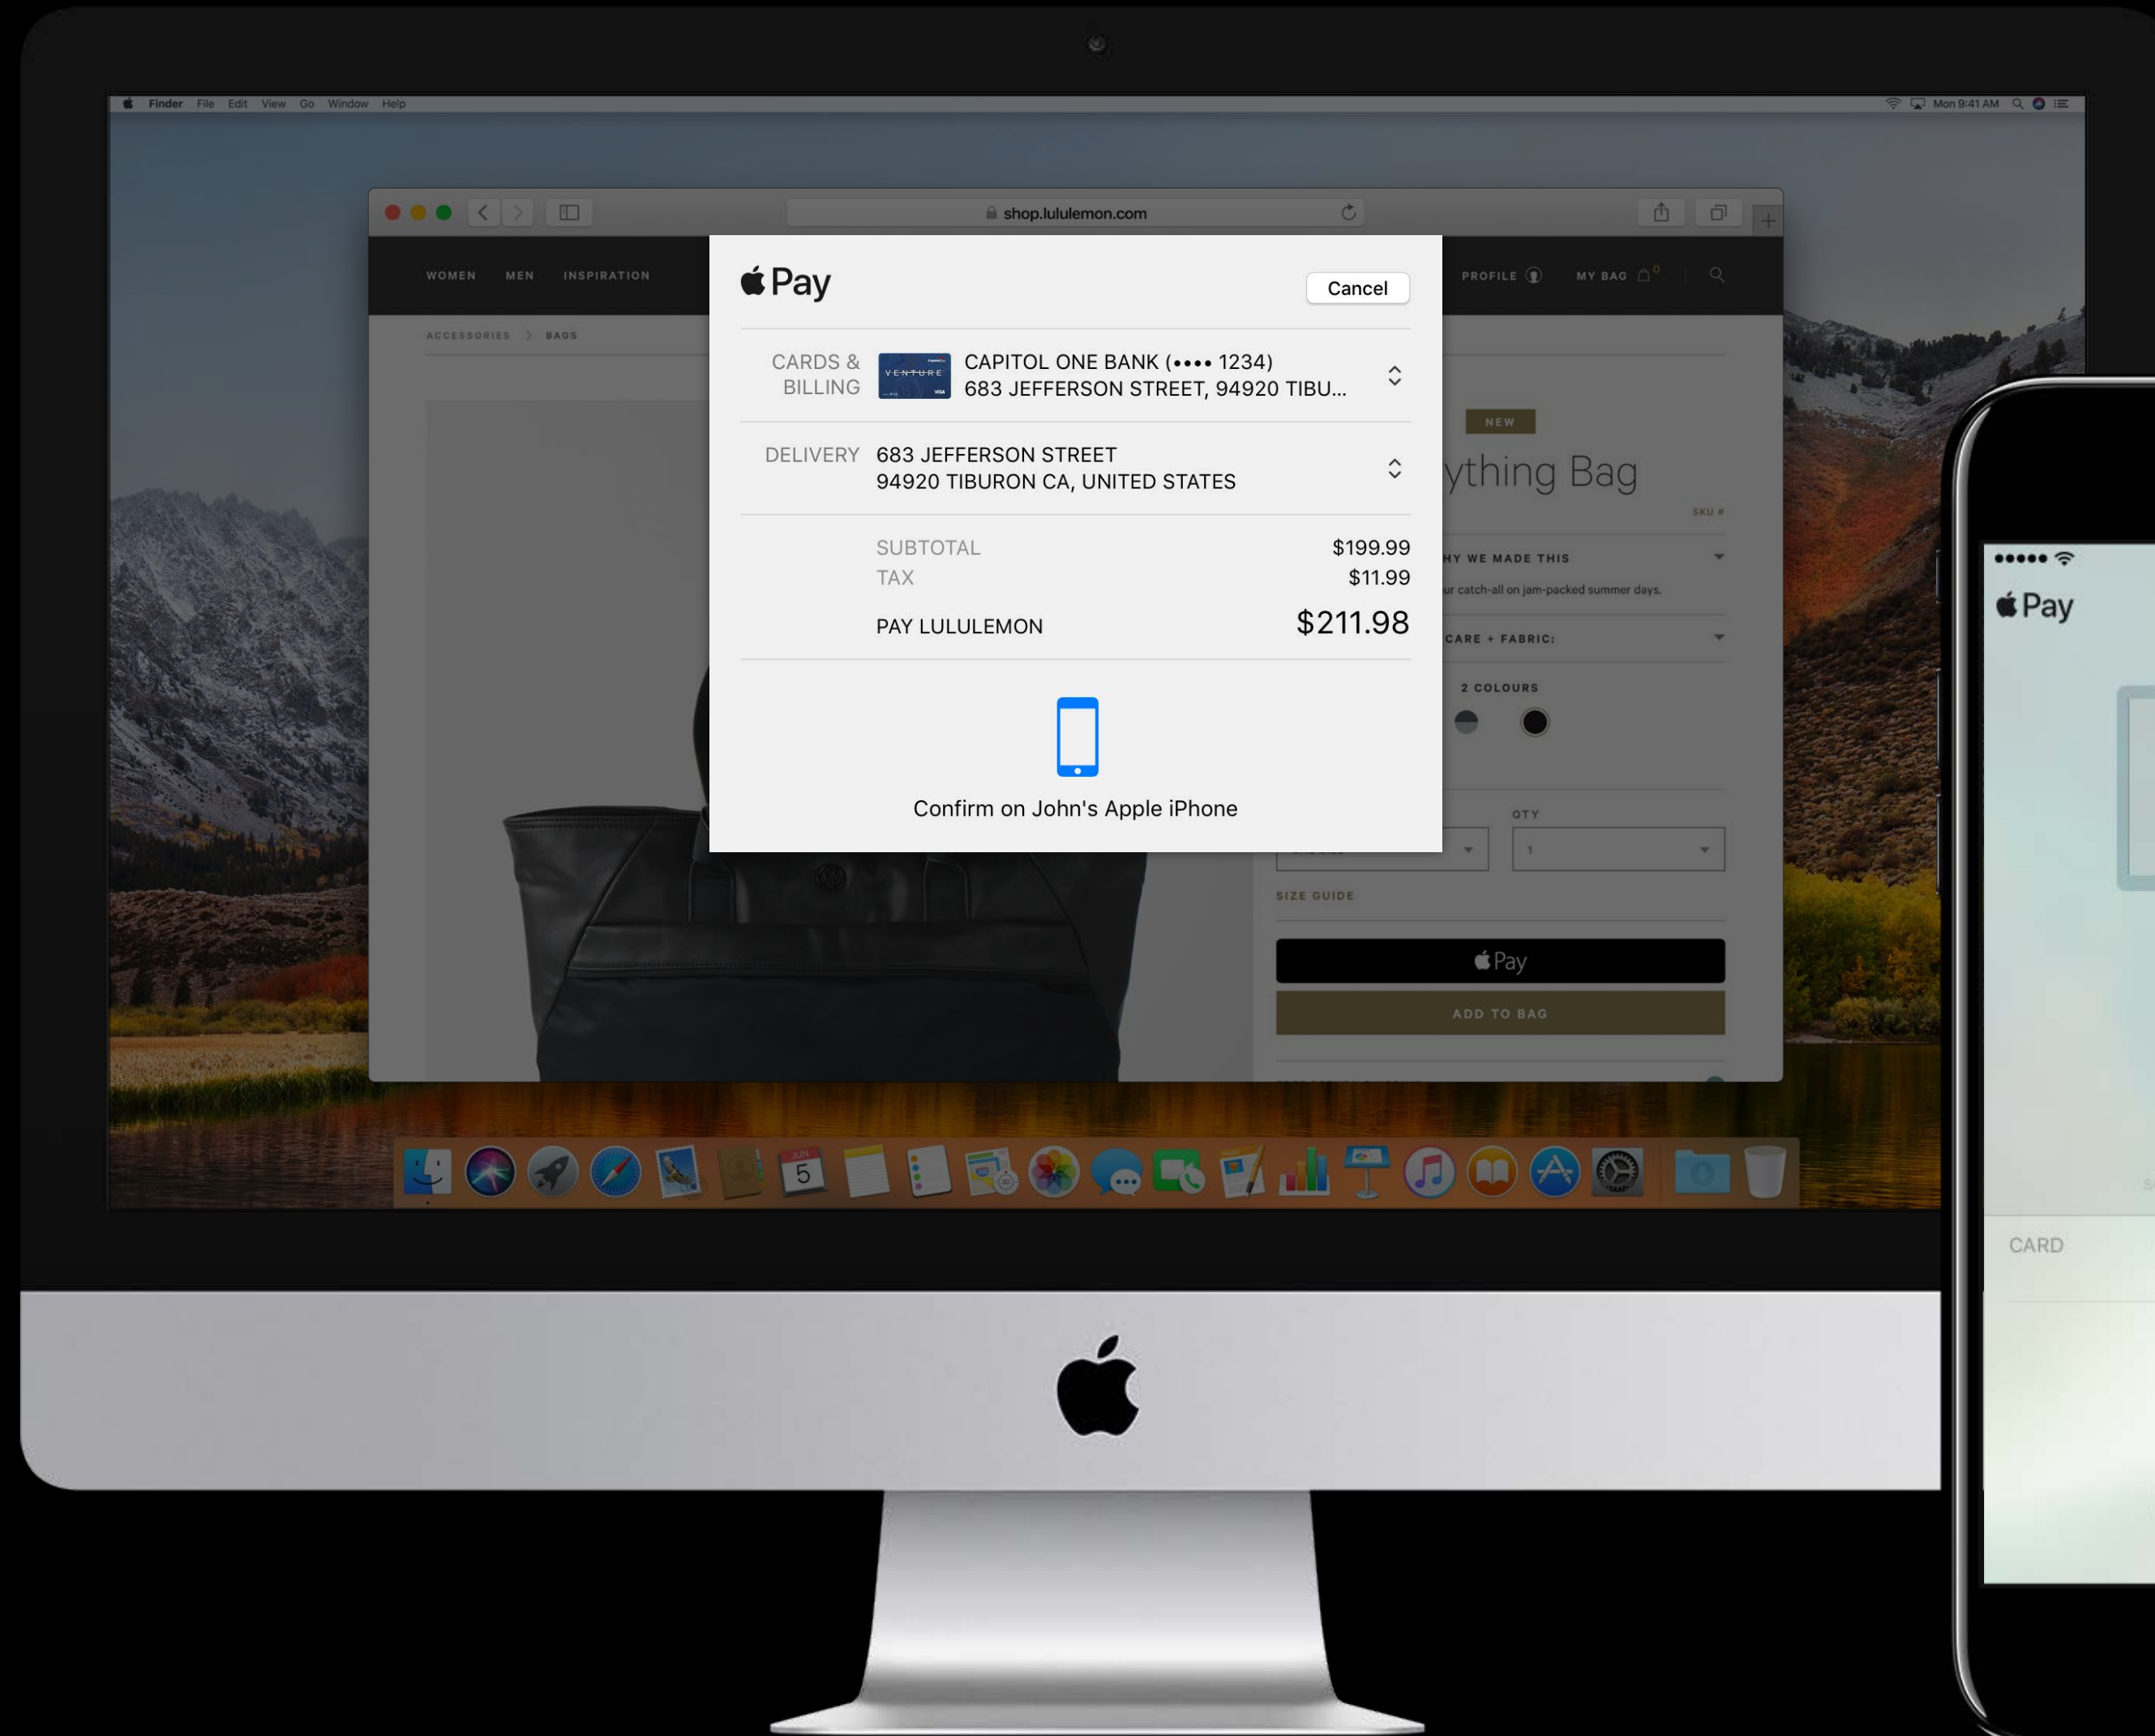 Finder File Edit View Go Window Help
Mon 9:41 AM
shop.lululemon.com
WOMEN MEN INSPIRATION
PROFILE MY BAG 0
ACCESSORIES > BAGS
Pay
Cancel
CARDS &
BILLING
VENTURE
VISA
CAPITOL ONE BANK (•••• 1234)
683 JEFFERSON STREET, 94920 TIBU...
DELIVERY
683 JEFFERSON STREET
94920 TIBURON CA, UNITED STATES
SUBTOTAL $199.99
TAX $11.99
PAY LULULEMON $211.98
Confirm on John's Apple iPhone
NEW
ything Bag
SKU #
HY WE MADE THIS
ur catch-all on jam-packed summer days.
CARE + FABRIC:
2 COLOURS
QTY
1
SIZE GUIDE
Pay
ADD TO BAG
JUN
5
Pay
CARD